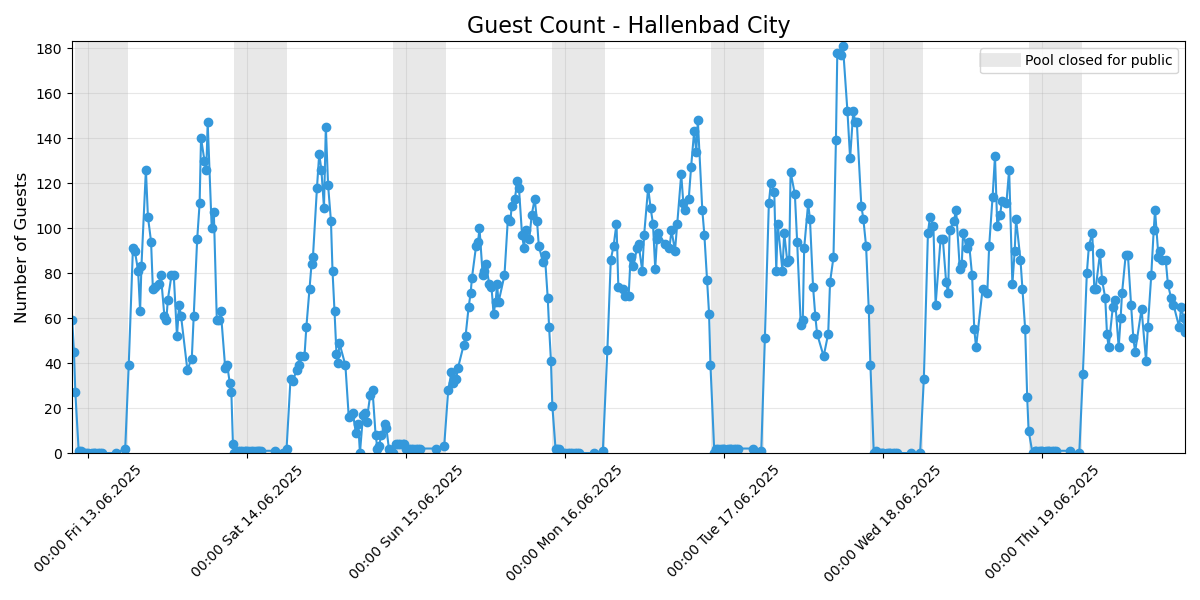 Guest Count - Hallenbad City
Pool closed for public
Number of Guests
180
160
140
120
100
80
60
40
20
0
00:00 Fri 13.06.2025
00:00 Sat 14.06.2025
00:00 Sun 15.06.2025
00:00 Mon 16.06.2025
00:00 Tue 17.06.2025
00:00 Wed 18.06.2025
00:00 Thu 19.06.2025